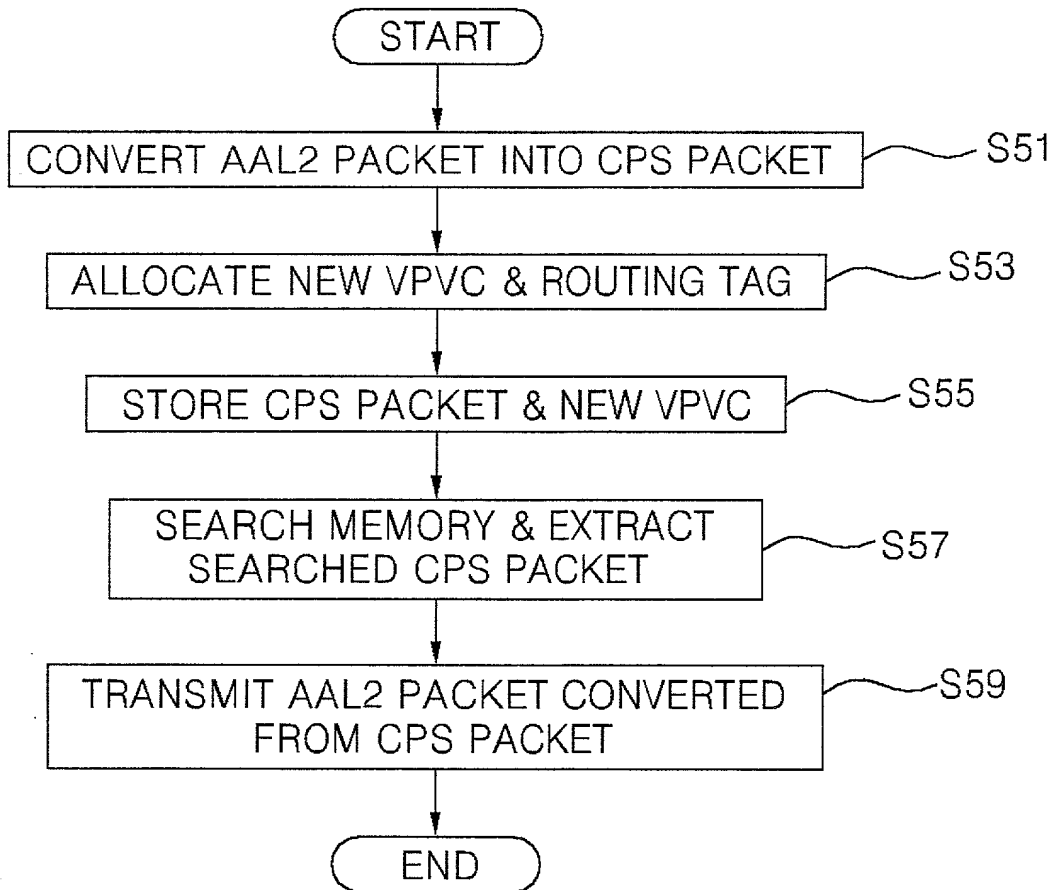 START
CONVERT AAL2 PACKET INTO CPS PACKET
S51
ALLOCATE NEW VPVC & ROUTING TAG
S53
STORE CPS PACKET & NEW VPVC
S55
SEARCH MEMORY & EXTRACT
SEARCHED CPS PACKET
S57
TRANSMIT AAL2 PACKET CONVERTED
FROM CPS PACKET
S59
END